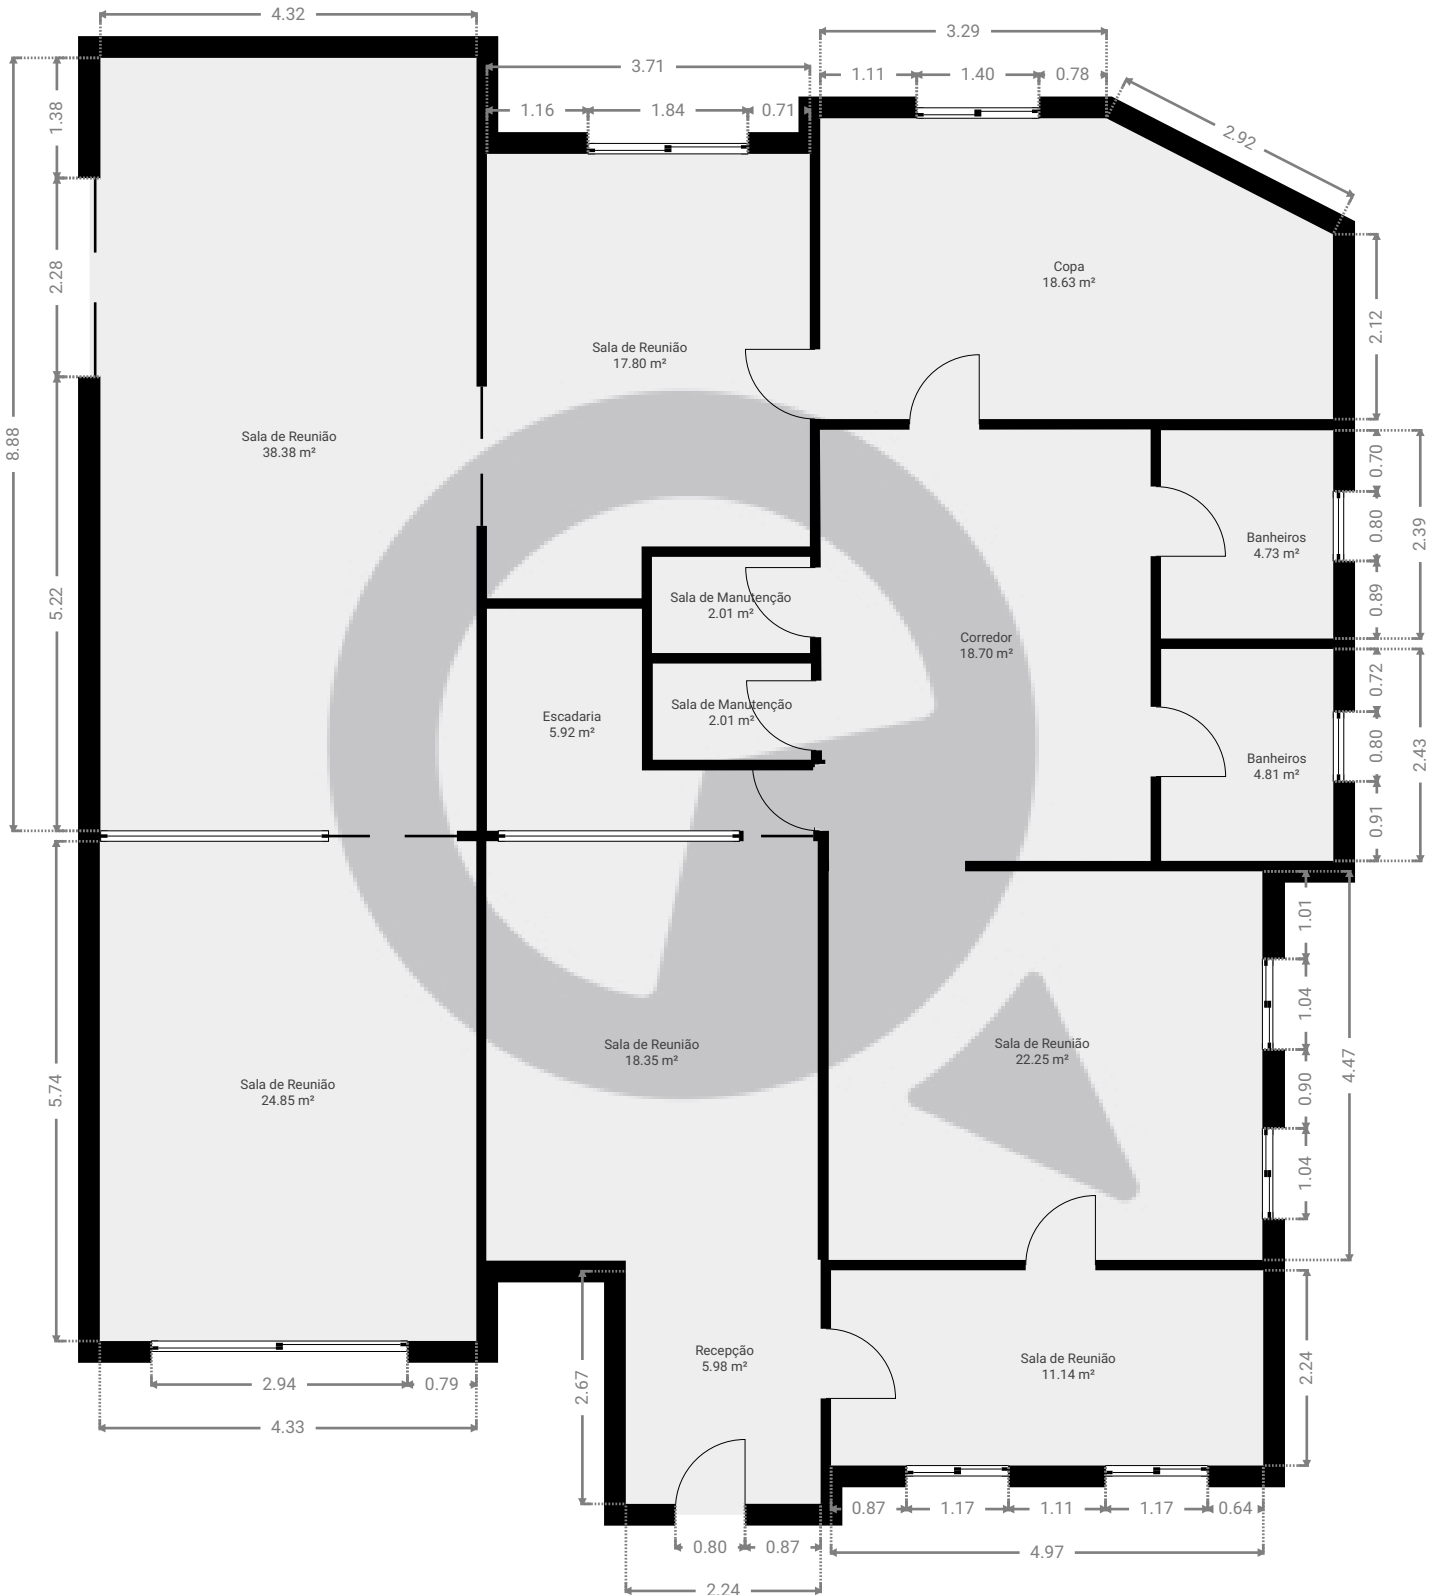 4.32
3.29
3.71
1.11 1.40 0.78
1.16 1.84 0.71
1.38
2.92
2.28
8.88
5.22
Copa
18.63 m²
2.12
Sala de Reunião
17.80 m²
Sala de Reunião
38.38 m²
0.70
0.80
0.89
2.39
Banheiros
4.73 m²
Sala de Manutenção
2.01 m²
Corredor
18.70 m²
Sala de Manutenção
2.01 m²
Escadaria
5.92 m²
0.72
0.80
0.91
2.43
Banheiros
4.81 m²
1.01
1.04
0.90
1.04
4.47
Sala de Reunião
18.35 m²
Sala de Reunião
22.25 m²
5.74
Sala de Reunião
24.85 m²
Recepção
5.98 m²
Sala de Reunião
11.14 m²
2.24
2.67
2.94 0.79
4.33
0.87 1.17 1.11 1.17 0.64
0.80 0.87
4.97
2.24